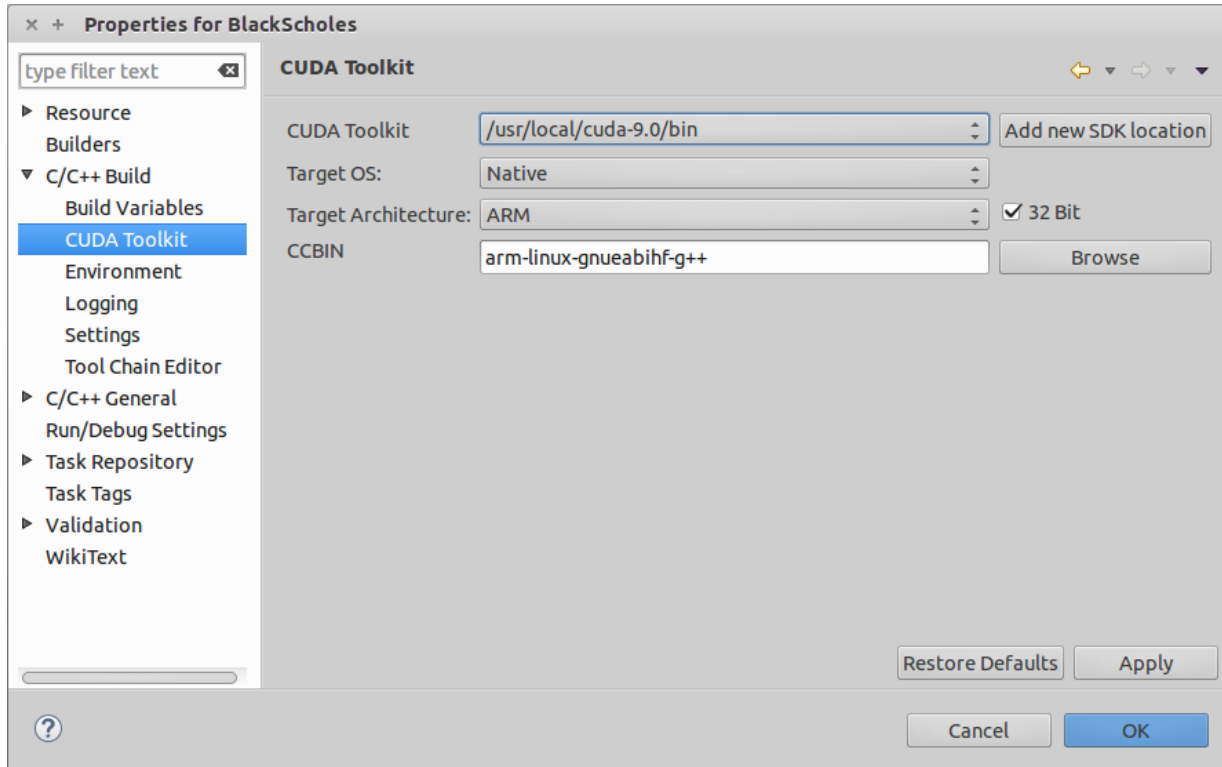 Properties for BlackScholes
type filter text
CUDA Toolkit
Resource
Builders
C/C++ Build
Build Variables
CUDA Toolkit
Environment
Logging
Settings
Tool Chain Editor
C/C++ General
Run/Debug Settings
Task Repository
Task Tags
Validation
WikiText
CUDA Toolkit /usr/local/cuda-9.0/bin Add new SDK location
Target OS: Native
Target Architecture: ARM 32 Bit
CCBIN arm-linux-gnueabihf-g++ Browse
Restore Defaults Apply
? Cancel OK